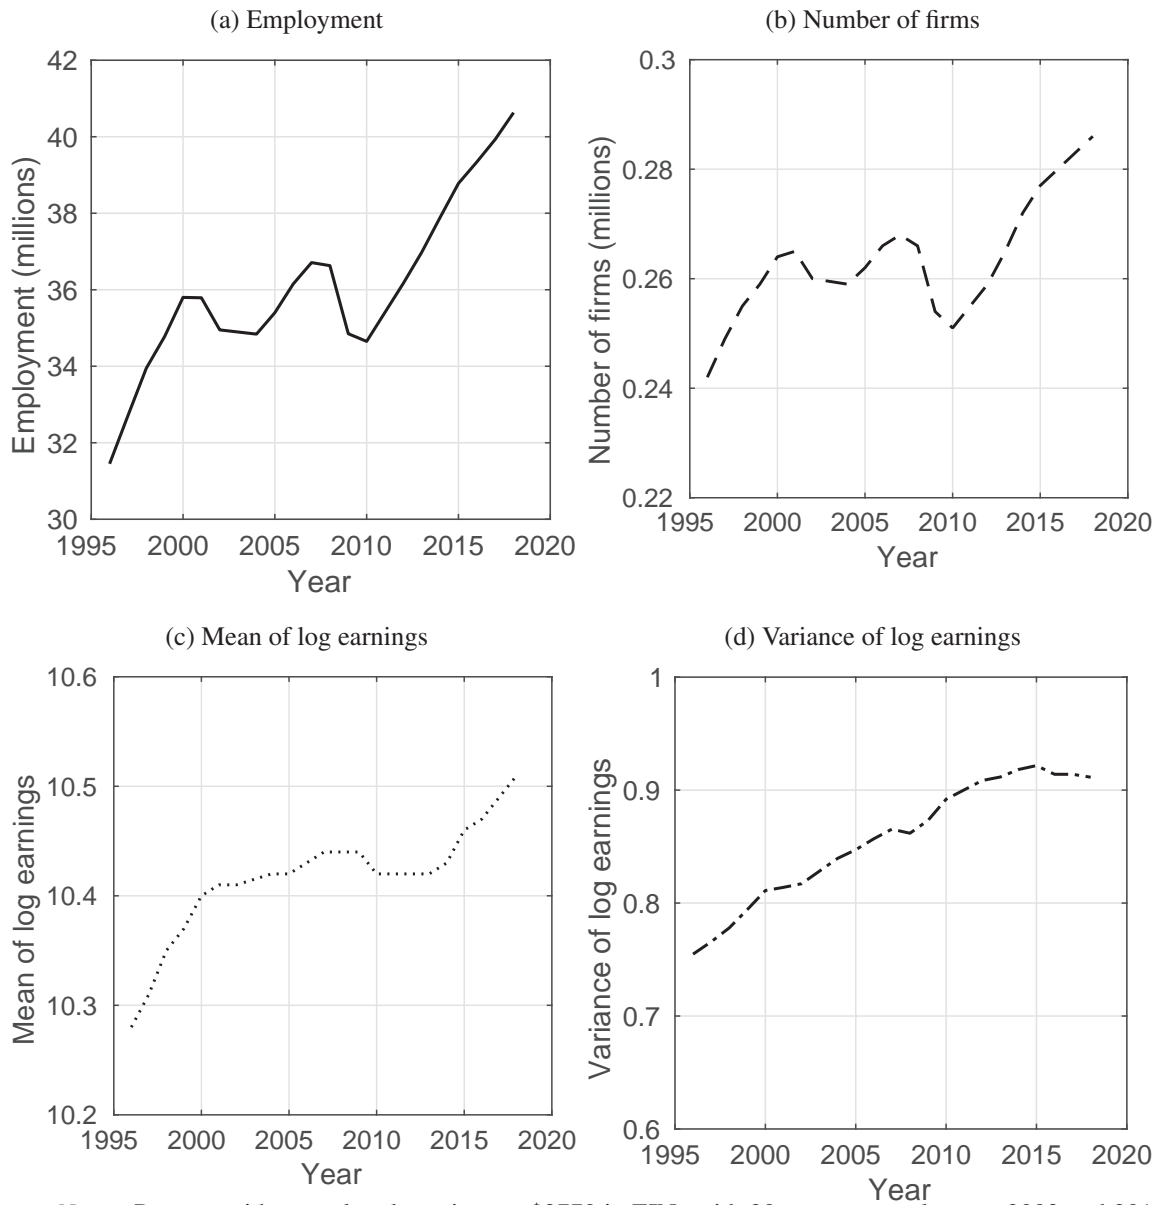 (a) Employment
42
40
38
36
34
32
30
1995 2000 2005 2010 2015 2020
Employment (millions)
Year
(b) Number of firms
0.3
0.28
0.26
0.24
0.22
1995 2000 2005 2010 2015 2020
Number of firms (millions)
Year
(c) Mean of log earnings
10.6
10.5
10.4
10.3
10.2
1995 2000 2005 2010 2015 2020
Mean of log earnings
Year
(d) Variance of log earnings
1
0.9
0.8
0.7
0.6
1995 2000 2005 2010 2015 2020
Variance of log earnings
Year